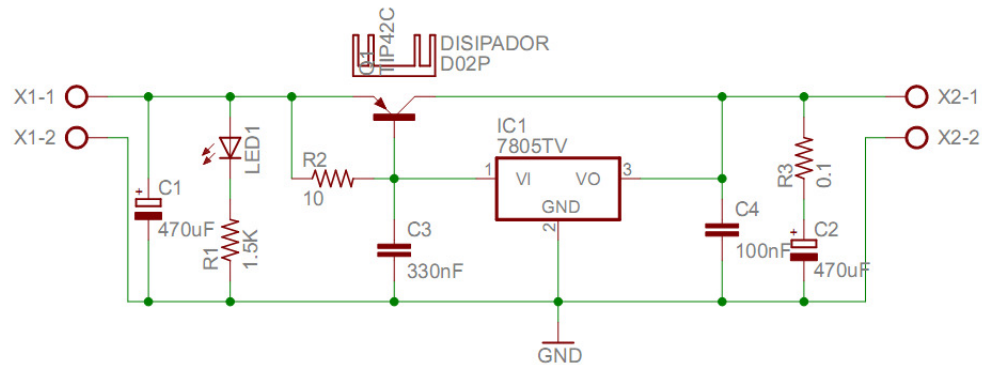 Q1
TIP42C
DISIPADOR
D02P
X1-1
X2-1
X1-2
X2-2
LED1
IC1
7805TV
R2
10
1
VI
VO
3
GND
2
R3
0.1
C1
+
470uF
R1
1.5K
C3
330nF
C4
100nF
C2
+
470uF
GND